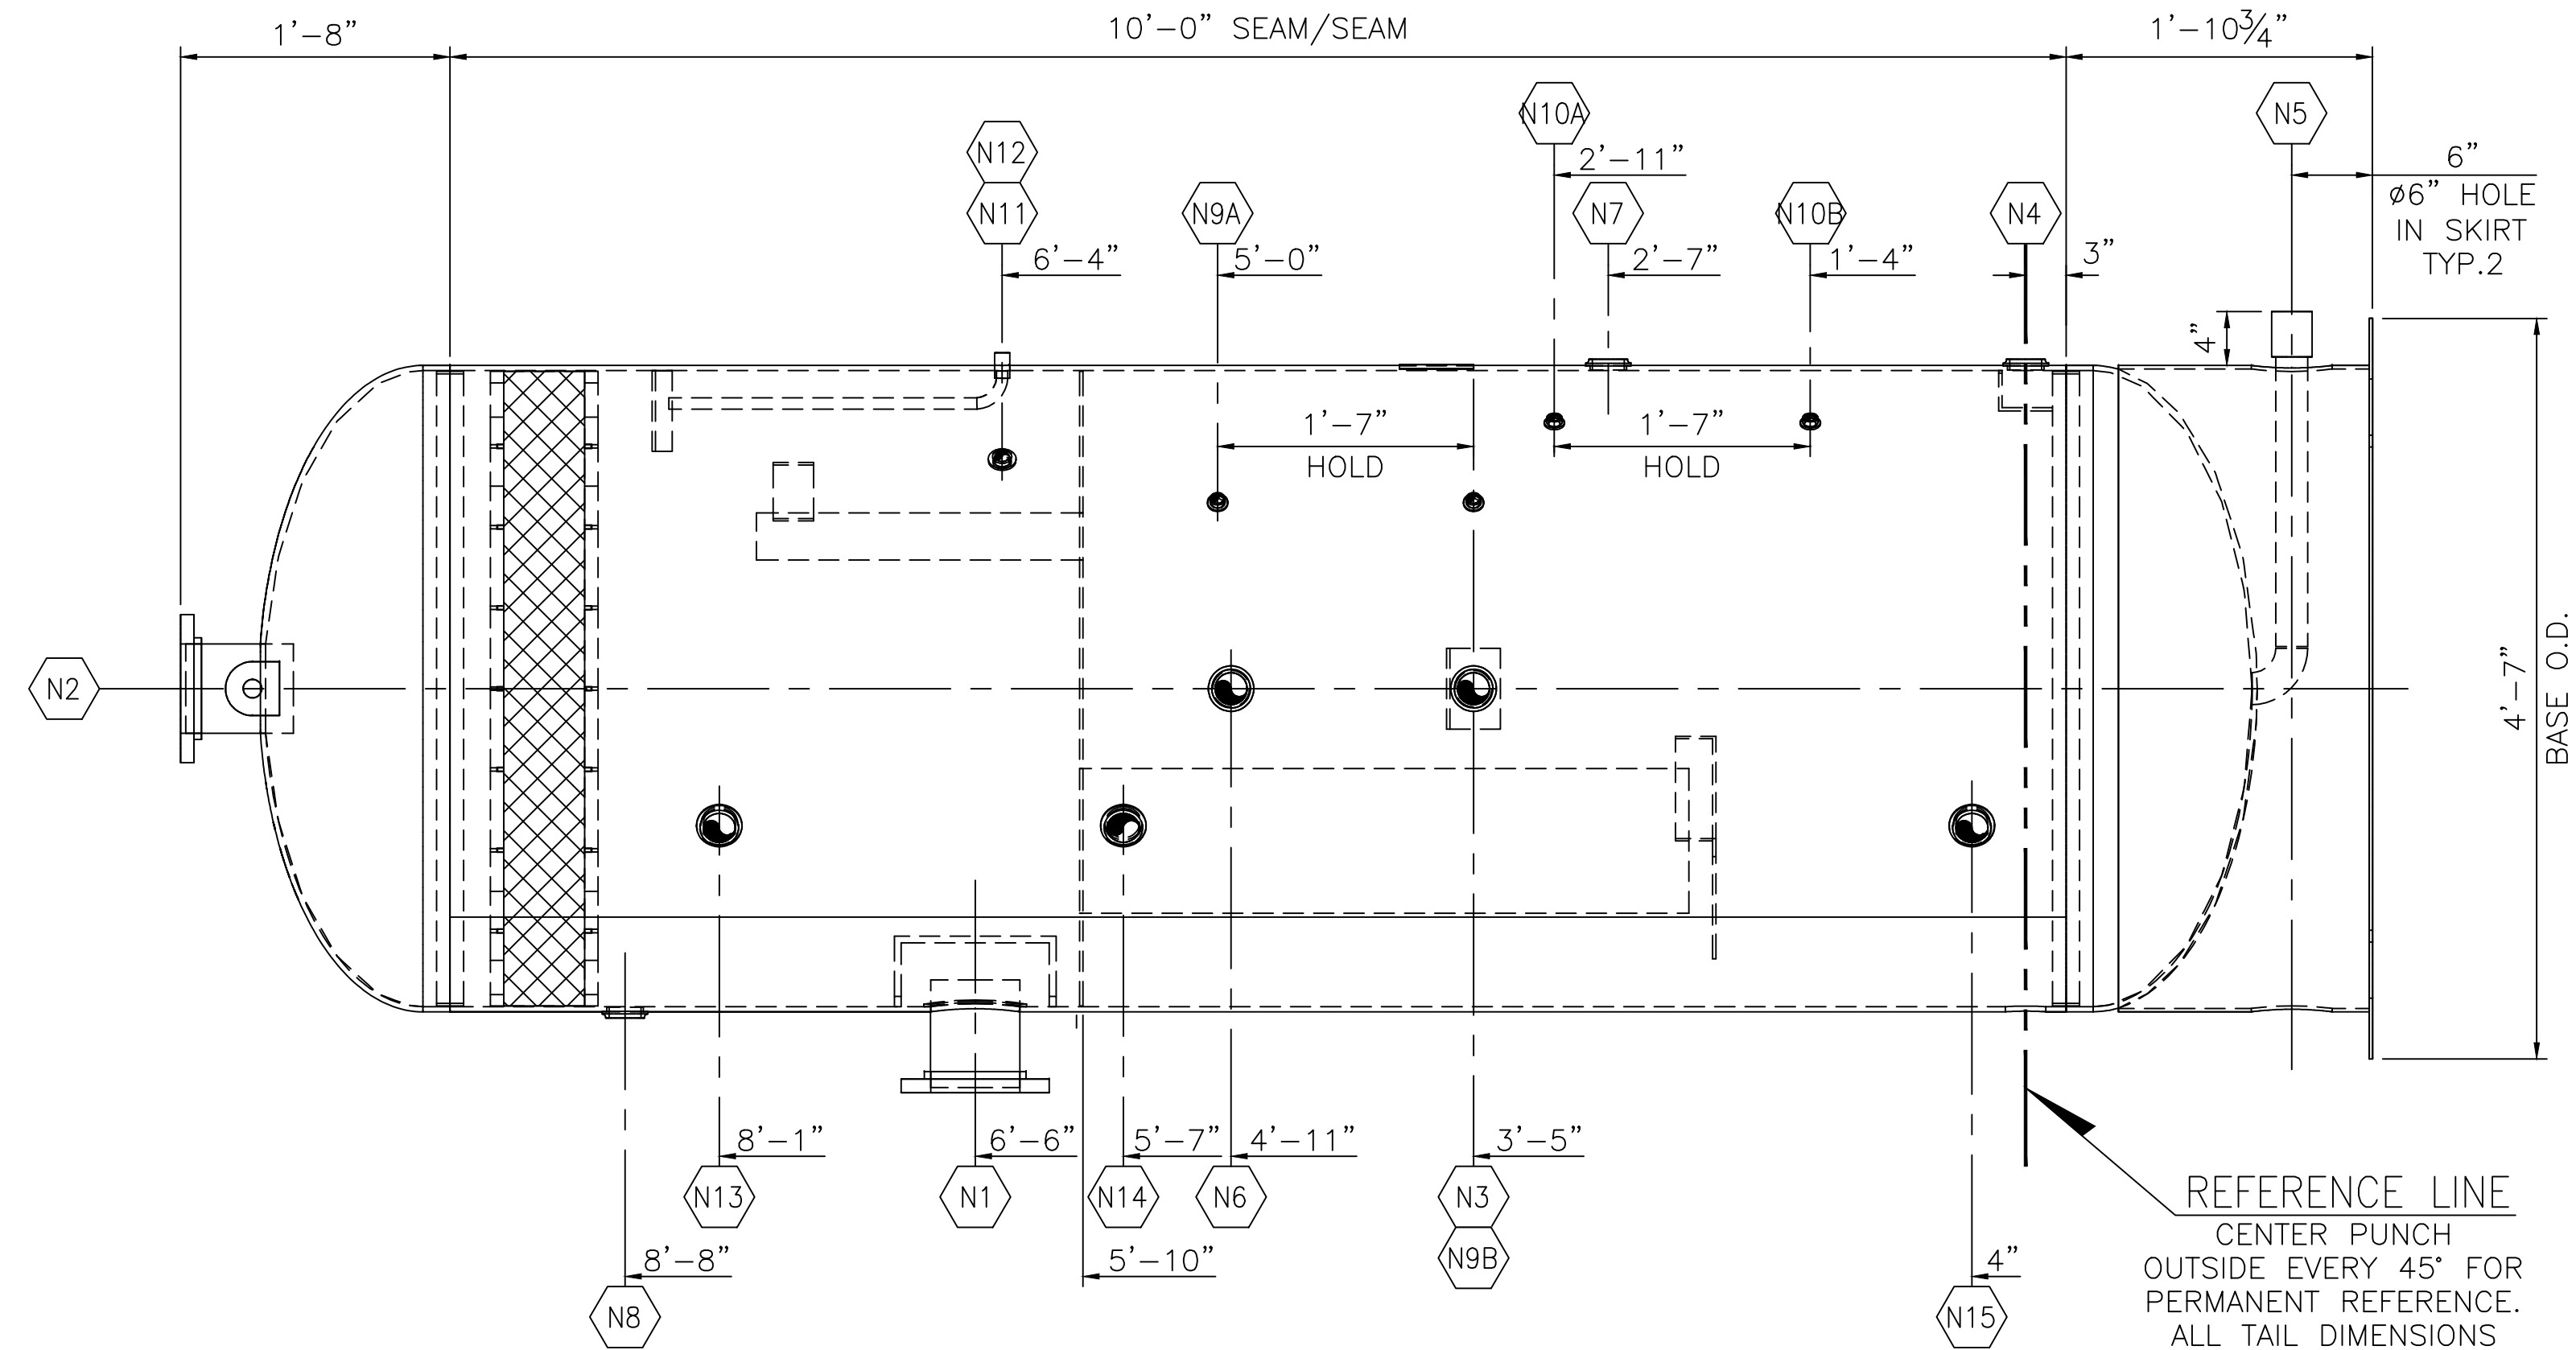 1'-8"
10'-0" SEAM/SEAM
1'-10¾"
N10A
N5
N12
2'-11"
6"
N11
N9A
N7
N10B
N4
ø6" HOLE
IN SKIRT
TYP.2
6'-4"
5'-0"
2'-7"
1'-4"
3"
4"
1'-7"
HOLD
1'-7"
HOLD
N2
4'-7"
BASE O.D.
8'-1"
6'-6"
5'-7"
4'-11"
3'-5"
N13
N1
N14
N6
N3
N9B
8'-8"
5'-10"
4"
N8
N15
REFERENCE LINE
CENTER PUNCH
OUTSIDE EVERY 45° FOR
PERMANENT REFERENCE.
ALL TAIL DIMENSIONS